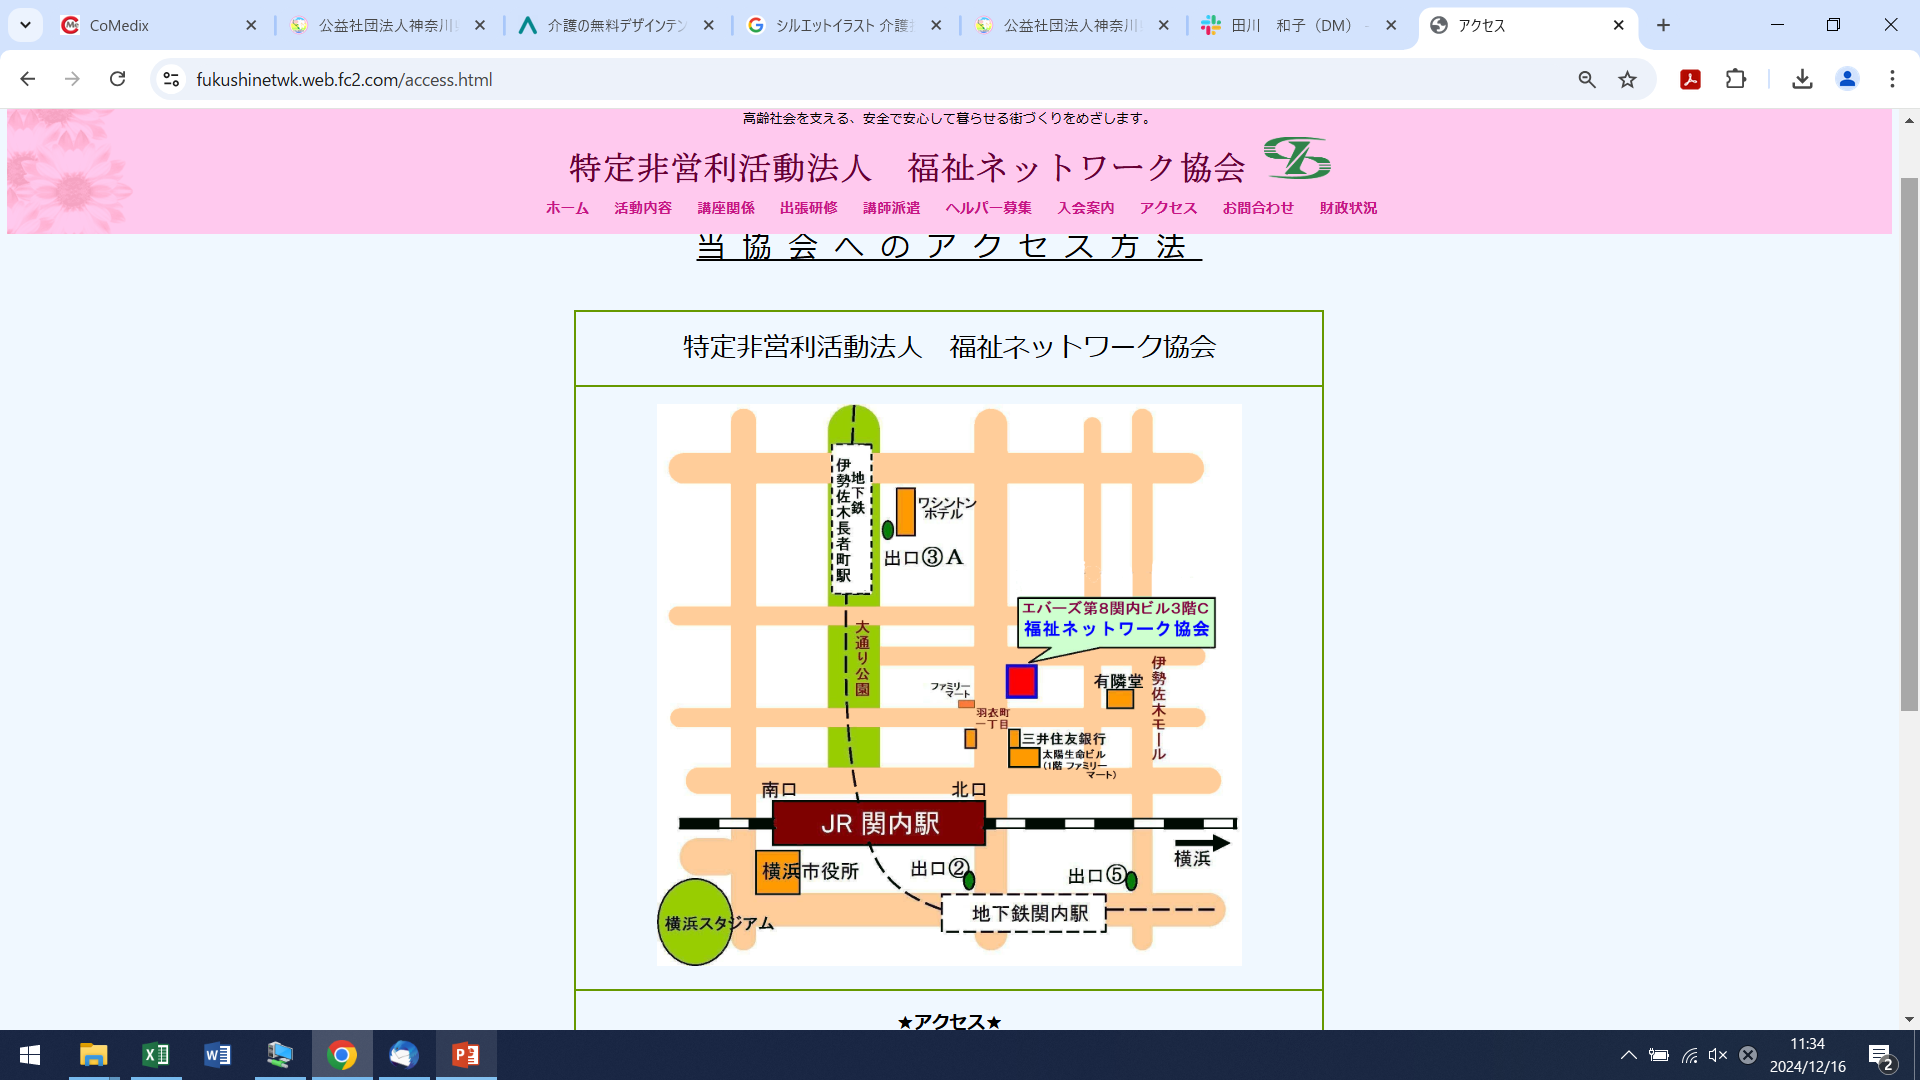 CoMedix
公益社団法人神奈川県
介護の無料デザインテン
シルエットイラスト 介護
公益社団法人神奈川
田川　和子（DM）
アクセス
fukushinetwk.web.fc2.com/access.html
高齢社会を支える、安全で安心して暮らせる街づくりをめざします。
特定非営利活動法人　福祉ネットワーク協会
ホーム　活動内容　講座関係　出張研修　講師派遣　ヘルパー募集　入会案内　アクセス　お問合わせ　財政状況
当協会へのアクセス方法
特定非営利活動法人　福祉ネットワーク協会
地下鉄
伊勢佐木長者町駅
ワシントン
ホテル
出口③A
エバーズ第8関内ビル3階C
福祉ネットワーク協会
大通り公園
ファミリー
マート
羽衣町
一丁目
有隣堂
伊勢佐木モール
三井住友銀行
太陽生命ビル
(1階 ファミリー
マート)
南口
北口
JR 関内駅
横浜
横浜市役所
出口②
出口⑤
地下鉄関内駅
横浜スタジアム
★アクセス★
11:34
2024/12/16
2